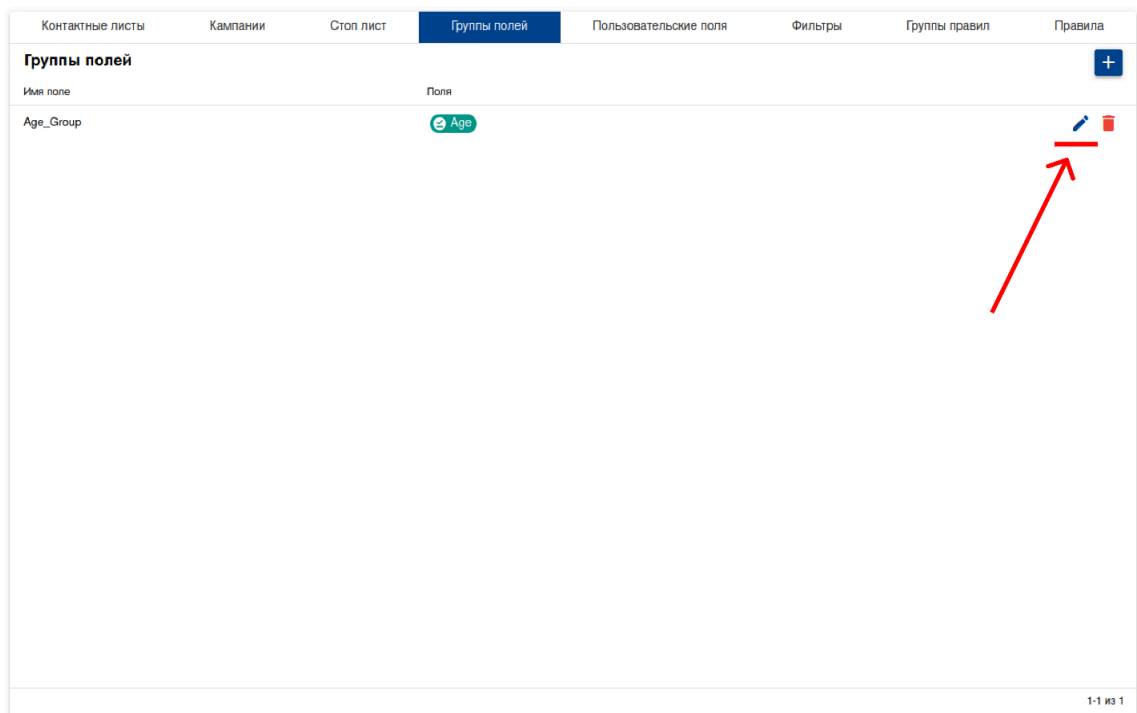 Контактные листы Кампании Стоп лист Группы полей Пользовательские поля Фильтры Группы правил Правила
Группы полей
Имя поле Поля
Age_Group Age
1-1 из 1